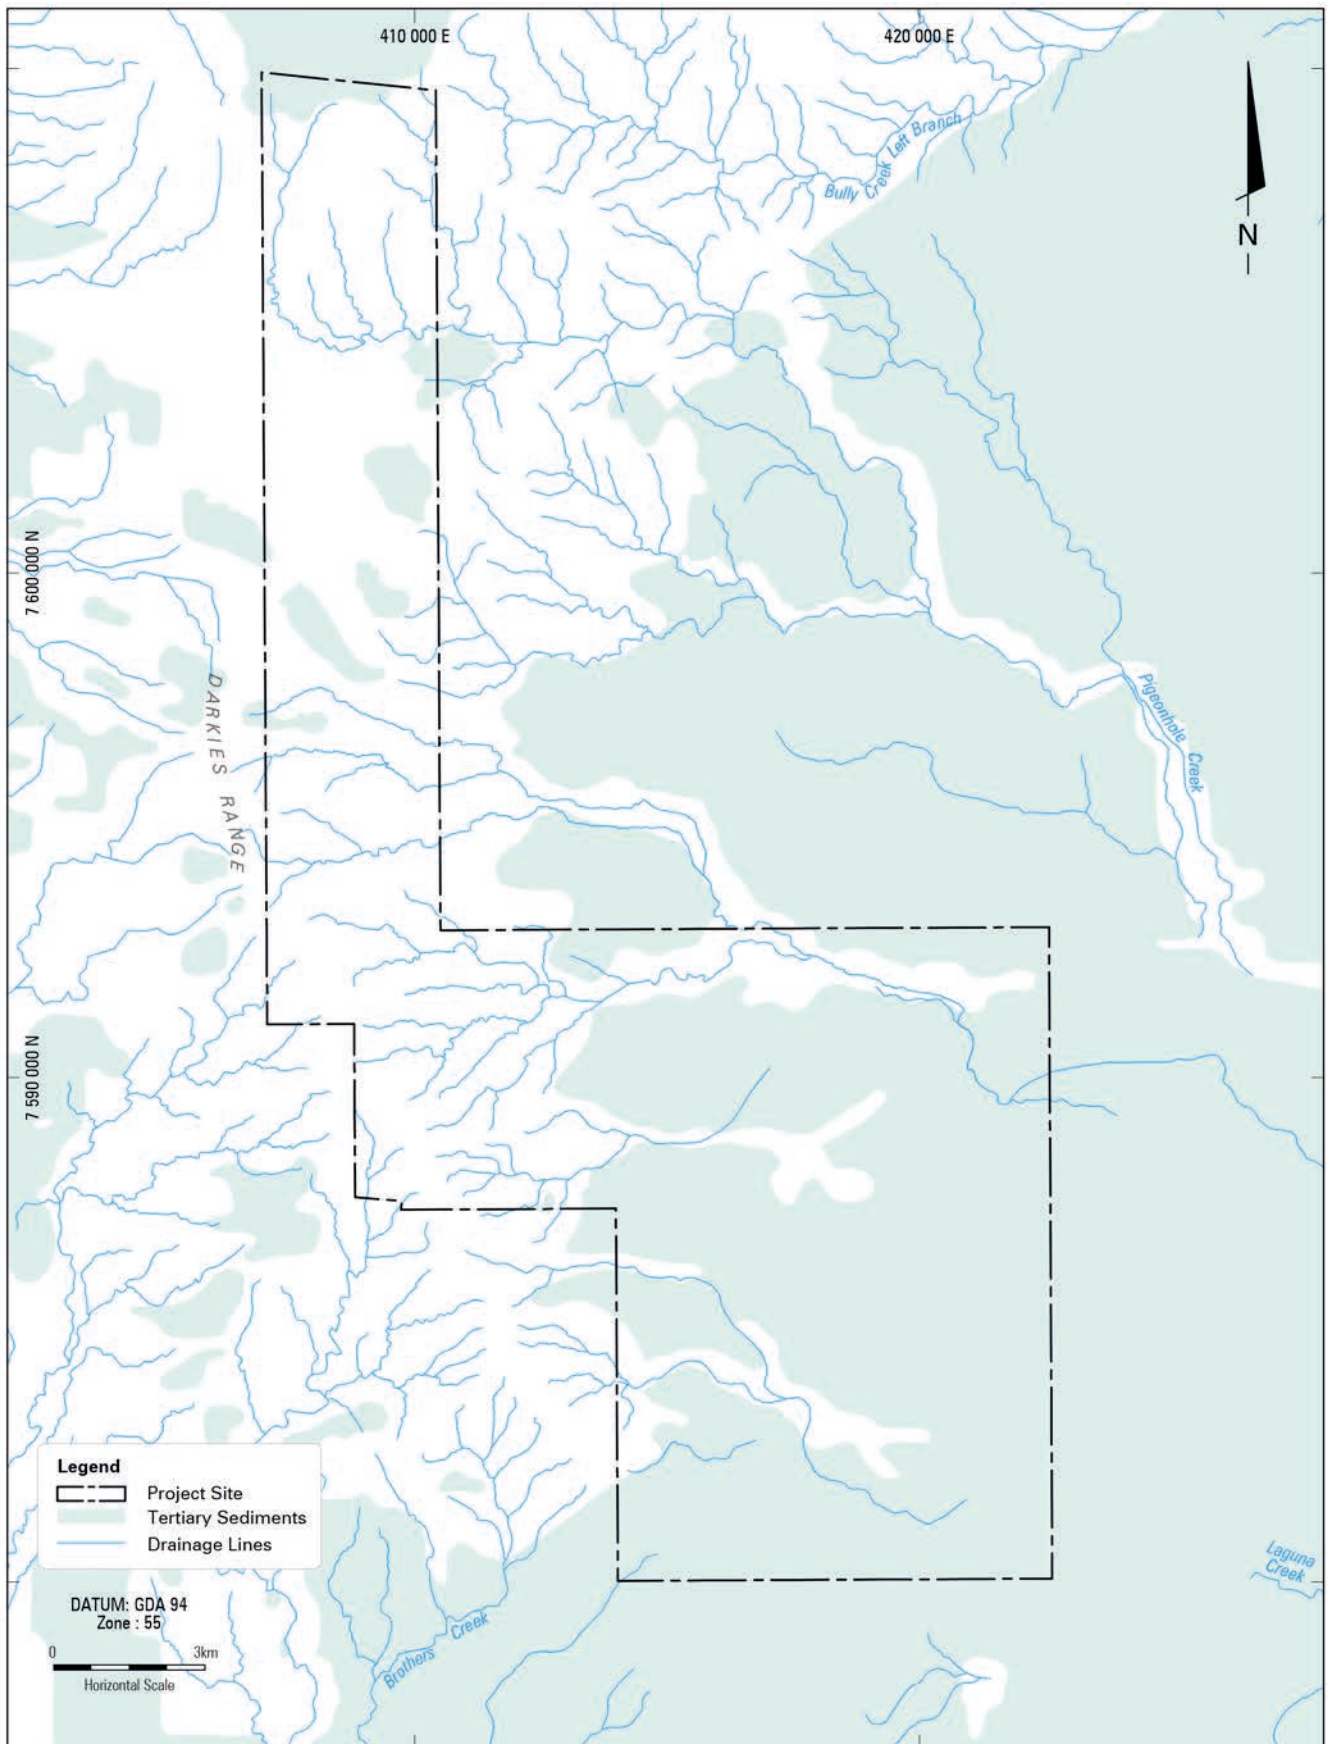 410 000 E
420 000 E
Bully Creek Left Branch
N
7 600 000 N
DARKIES RANGE
Pigeonhole Creek
7 590 000 N
Legend
Project Site
Tertiary Sediments
Drainage Lines
Laguna
Creek
DATUM: GDA 94
Zone : 55
0 3km
Horizontal Scale
Brothers Creek